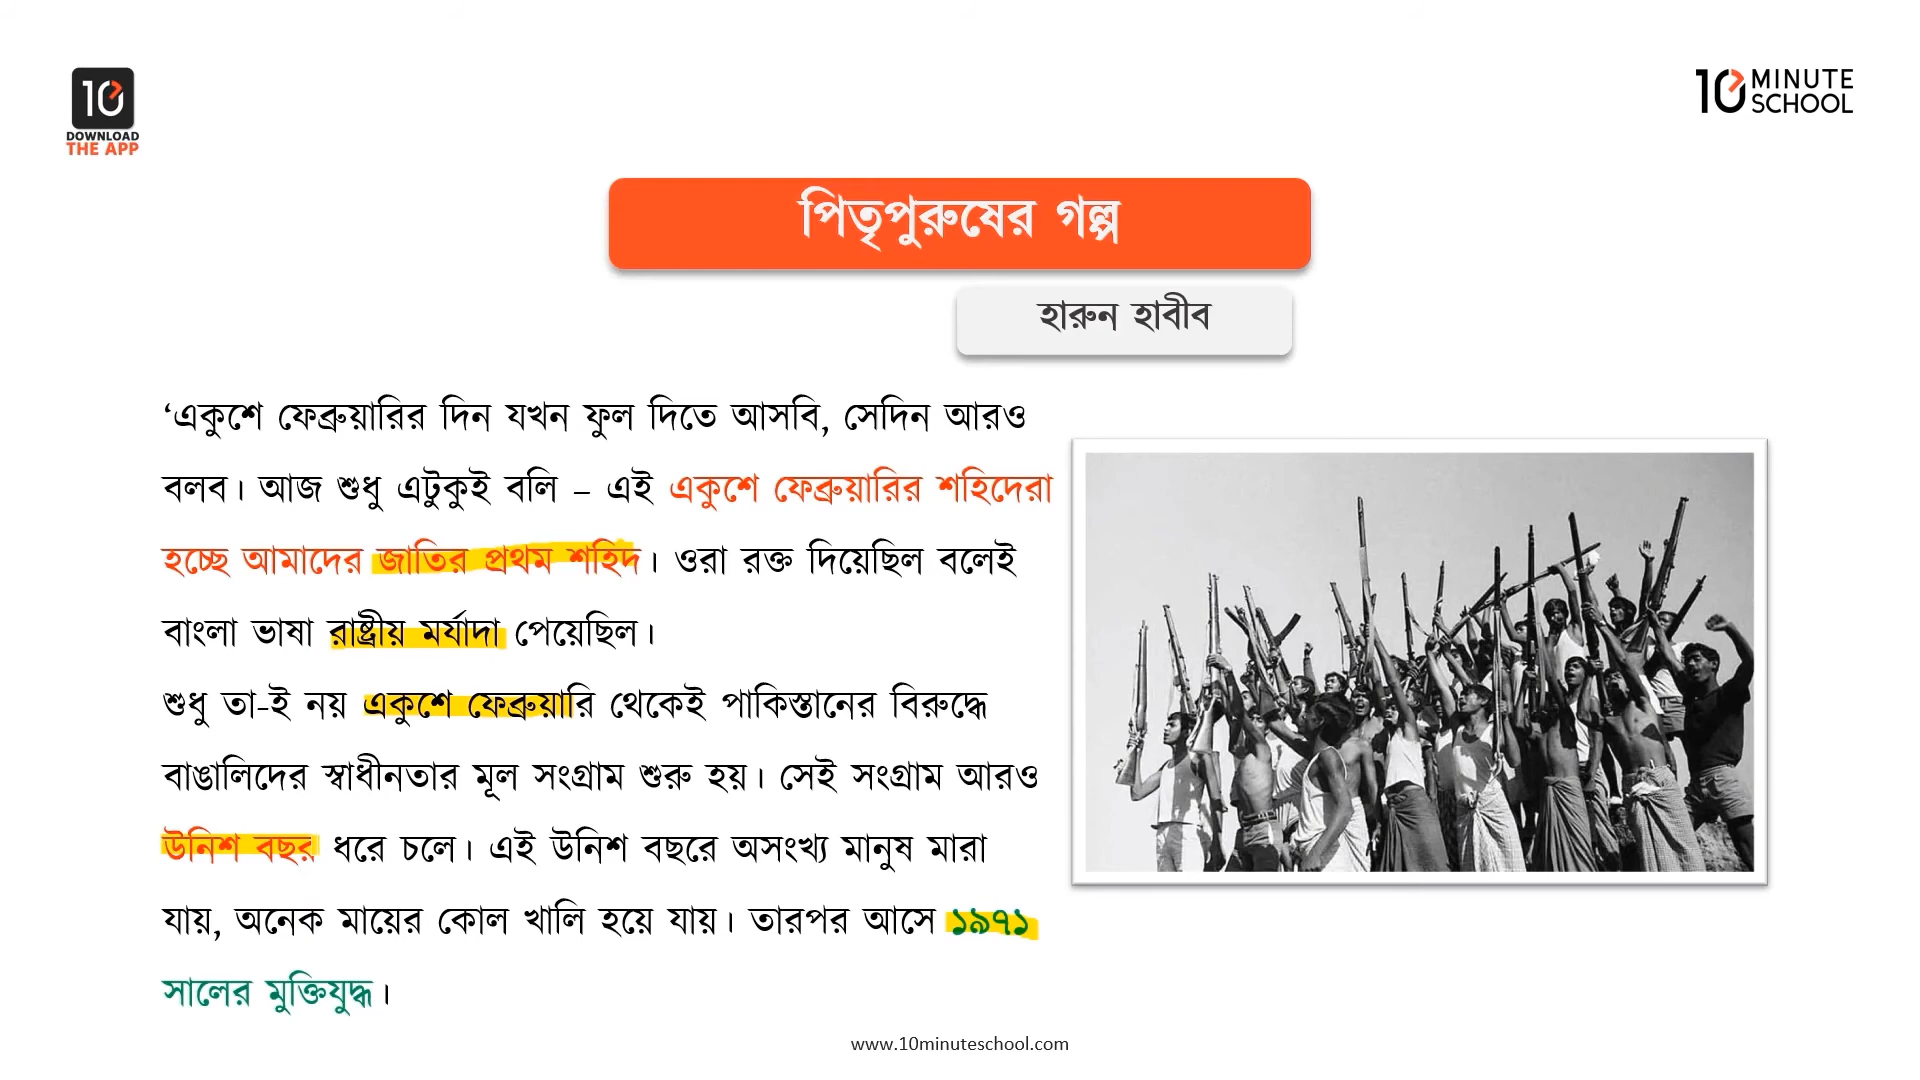 10
DOWNLOAD
THE APP
10 MINUTE
SCHOOL
পিতৃপুরুষের গল্প
হারুন হাবীব
‘একুশে ফেব্রুয়ারির দিন যখন ফুল দিতে আসবি, সেদিন আরও
বলব। আজ শুধু এটুকুই বলি – এই একুশে ফেব্রুয়ারির শহিদেরা
হচ্ছে আমাদের জাতির প্রথম শহিদ। ওরা রক্ত দিয়েছিল বলেই
বাংলা ভাষা রাষ্ট্রীয় মর্যাদা পেয়েছিল।
শুধু তা-ই নয় একুশে ফেব্রুয়ারি থেকেই পাকিস্তানের বিরুদ্ধে
বাঙালিদের স্বাধীনতার মূল সংগ্রাম শুরু হয়। সেই সংগ্রাম আরও
উনিশ বছর ধরে চলে। এই উনিশ বছরে অসংখ্য মানুষ মারা
যায়, অনেক মায়ের কোল খালি হয়ে যায়। তারপর আসে ১৯৭১
সালের মুক্তিযুদ্ধ।
www.10minuteschool.com